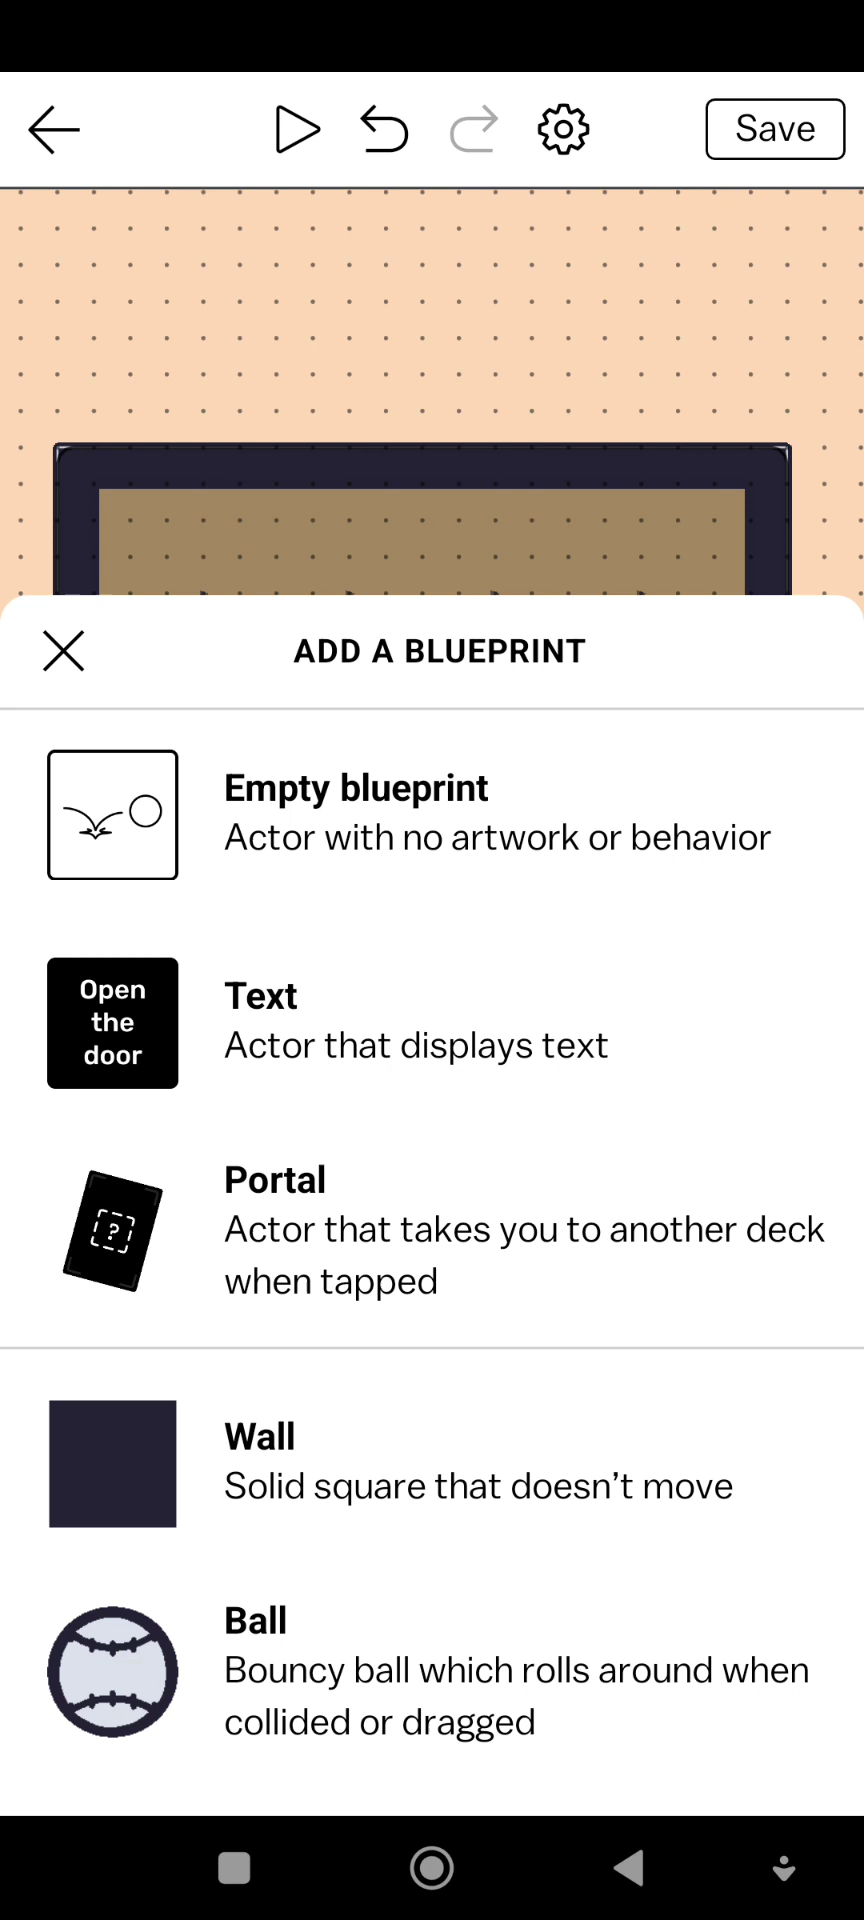 Save
ADD A BLUEPRINT
Empty blueprint
Actor with no artwork or behavior
Open
the
door
Text
Actor that displays text
?
Portal
Actor that takes you to another deck
when tapped
Wall
Solid square that doesn’t move
Ball
Bouncy ball which rolls around when
collided or dragged